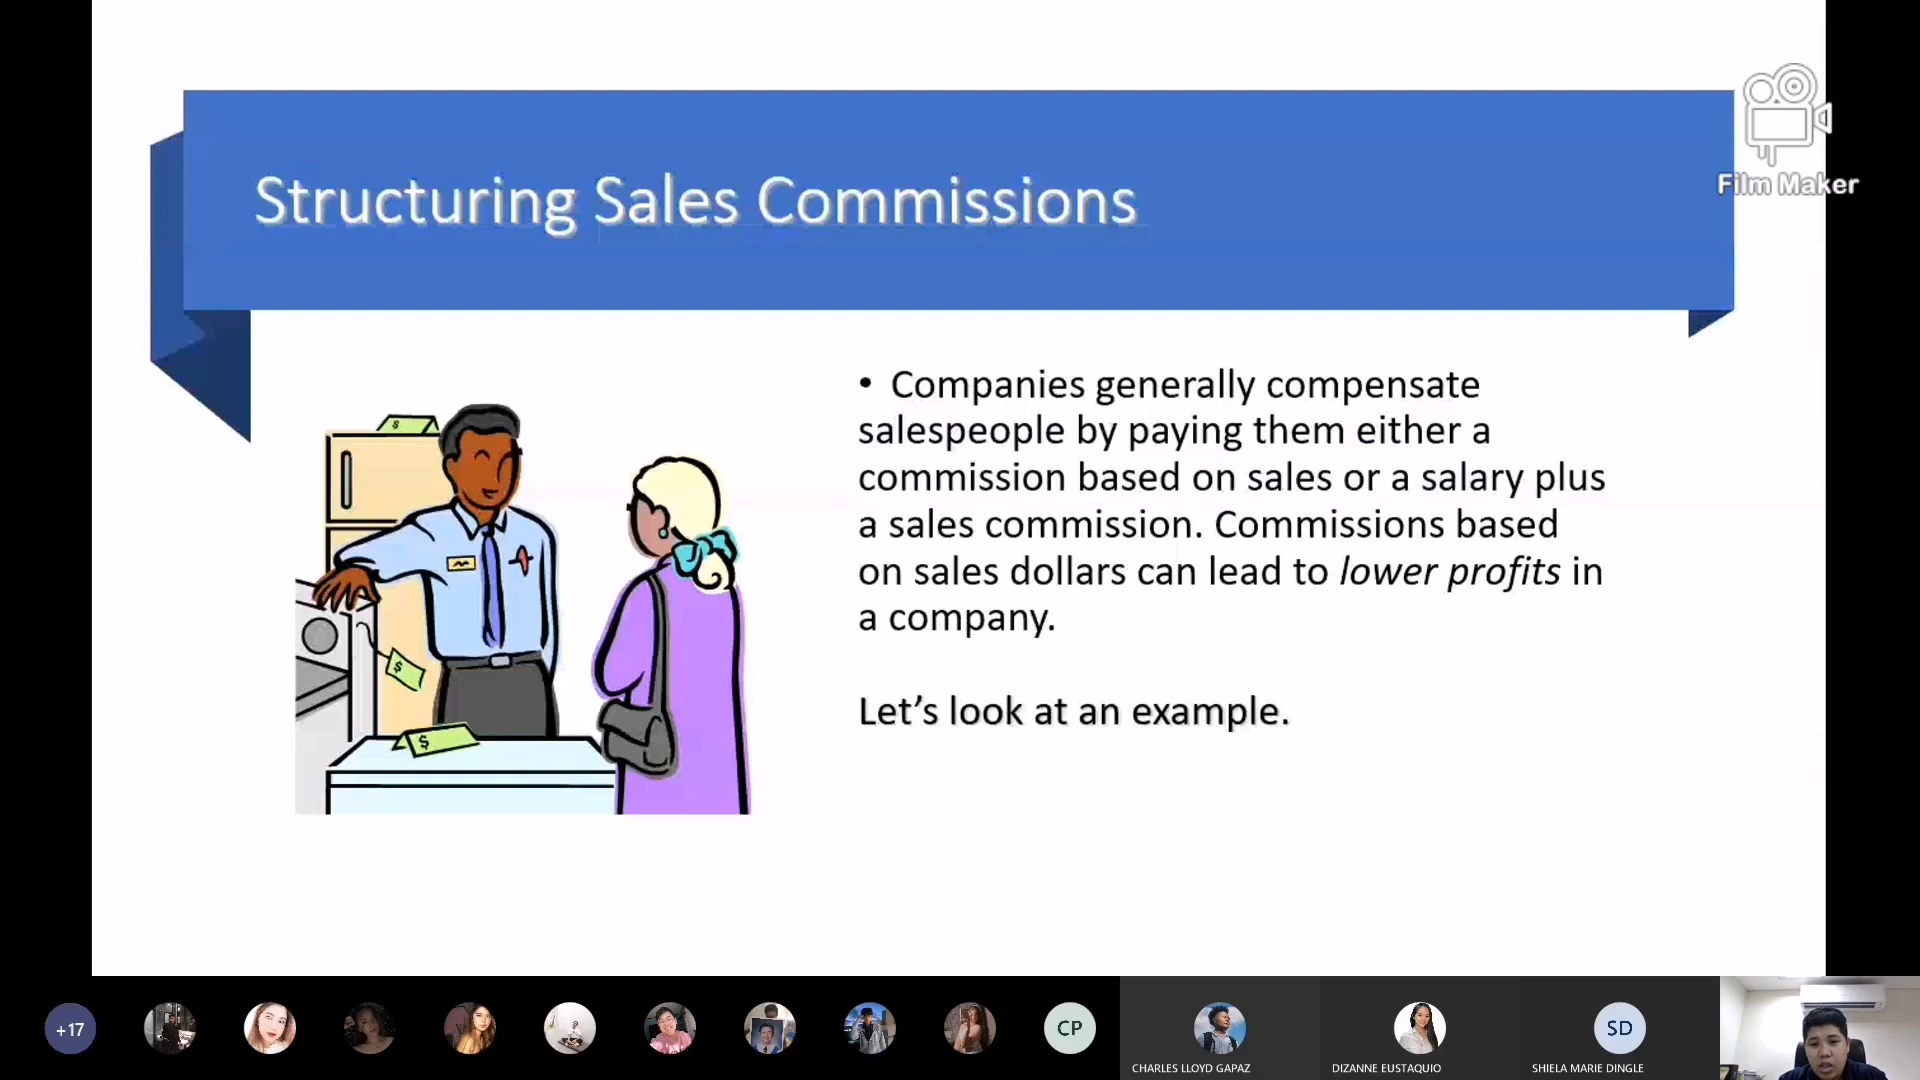 Structuring Sales Commissions
Film Maker
• Companies generally compensate
salespeople by paying them either a
commission based on sales or a salary plus
a sales commission. Commissions based
on sales dollars can lead to lower profits in
a company.
Let’s look at an example.
$
$
$
+17
CP
SD
CHARLES LLOYD GAPAZ
DIZANNE EUSTAQUIO
SHIELA MARIE DINGLE